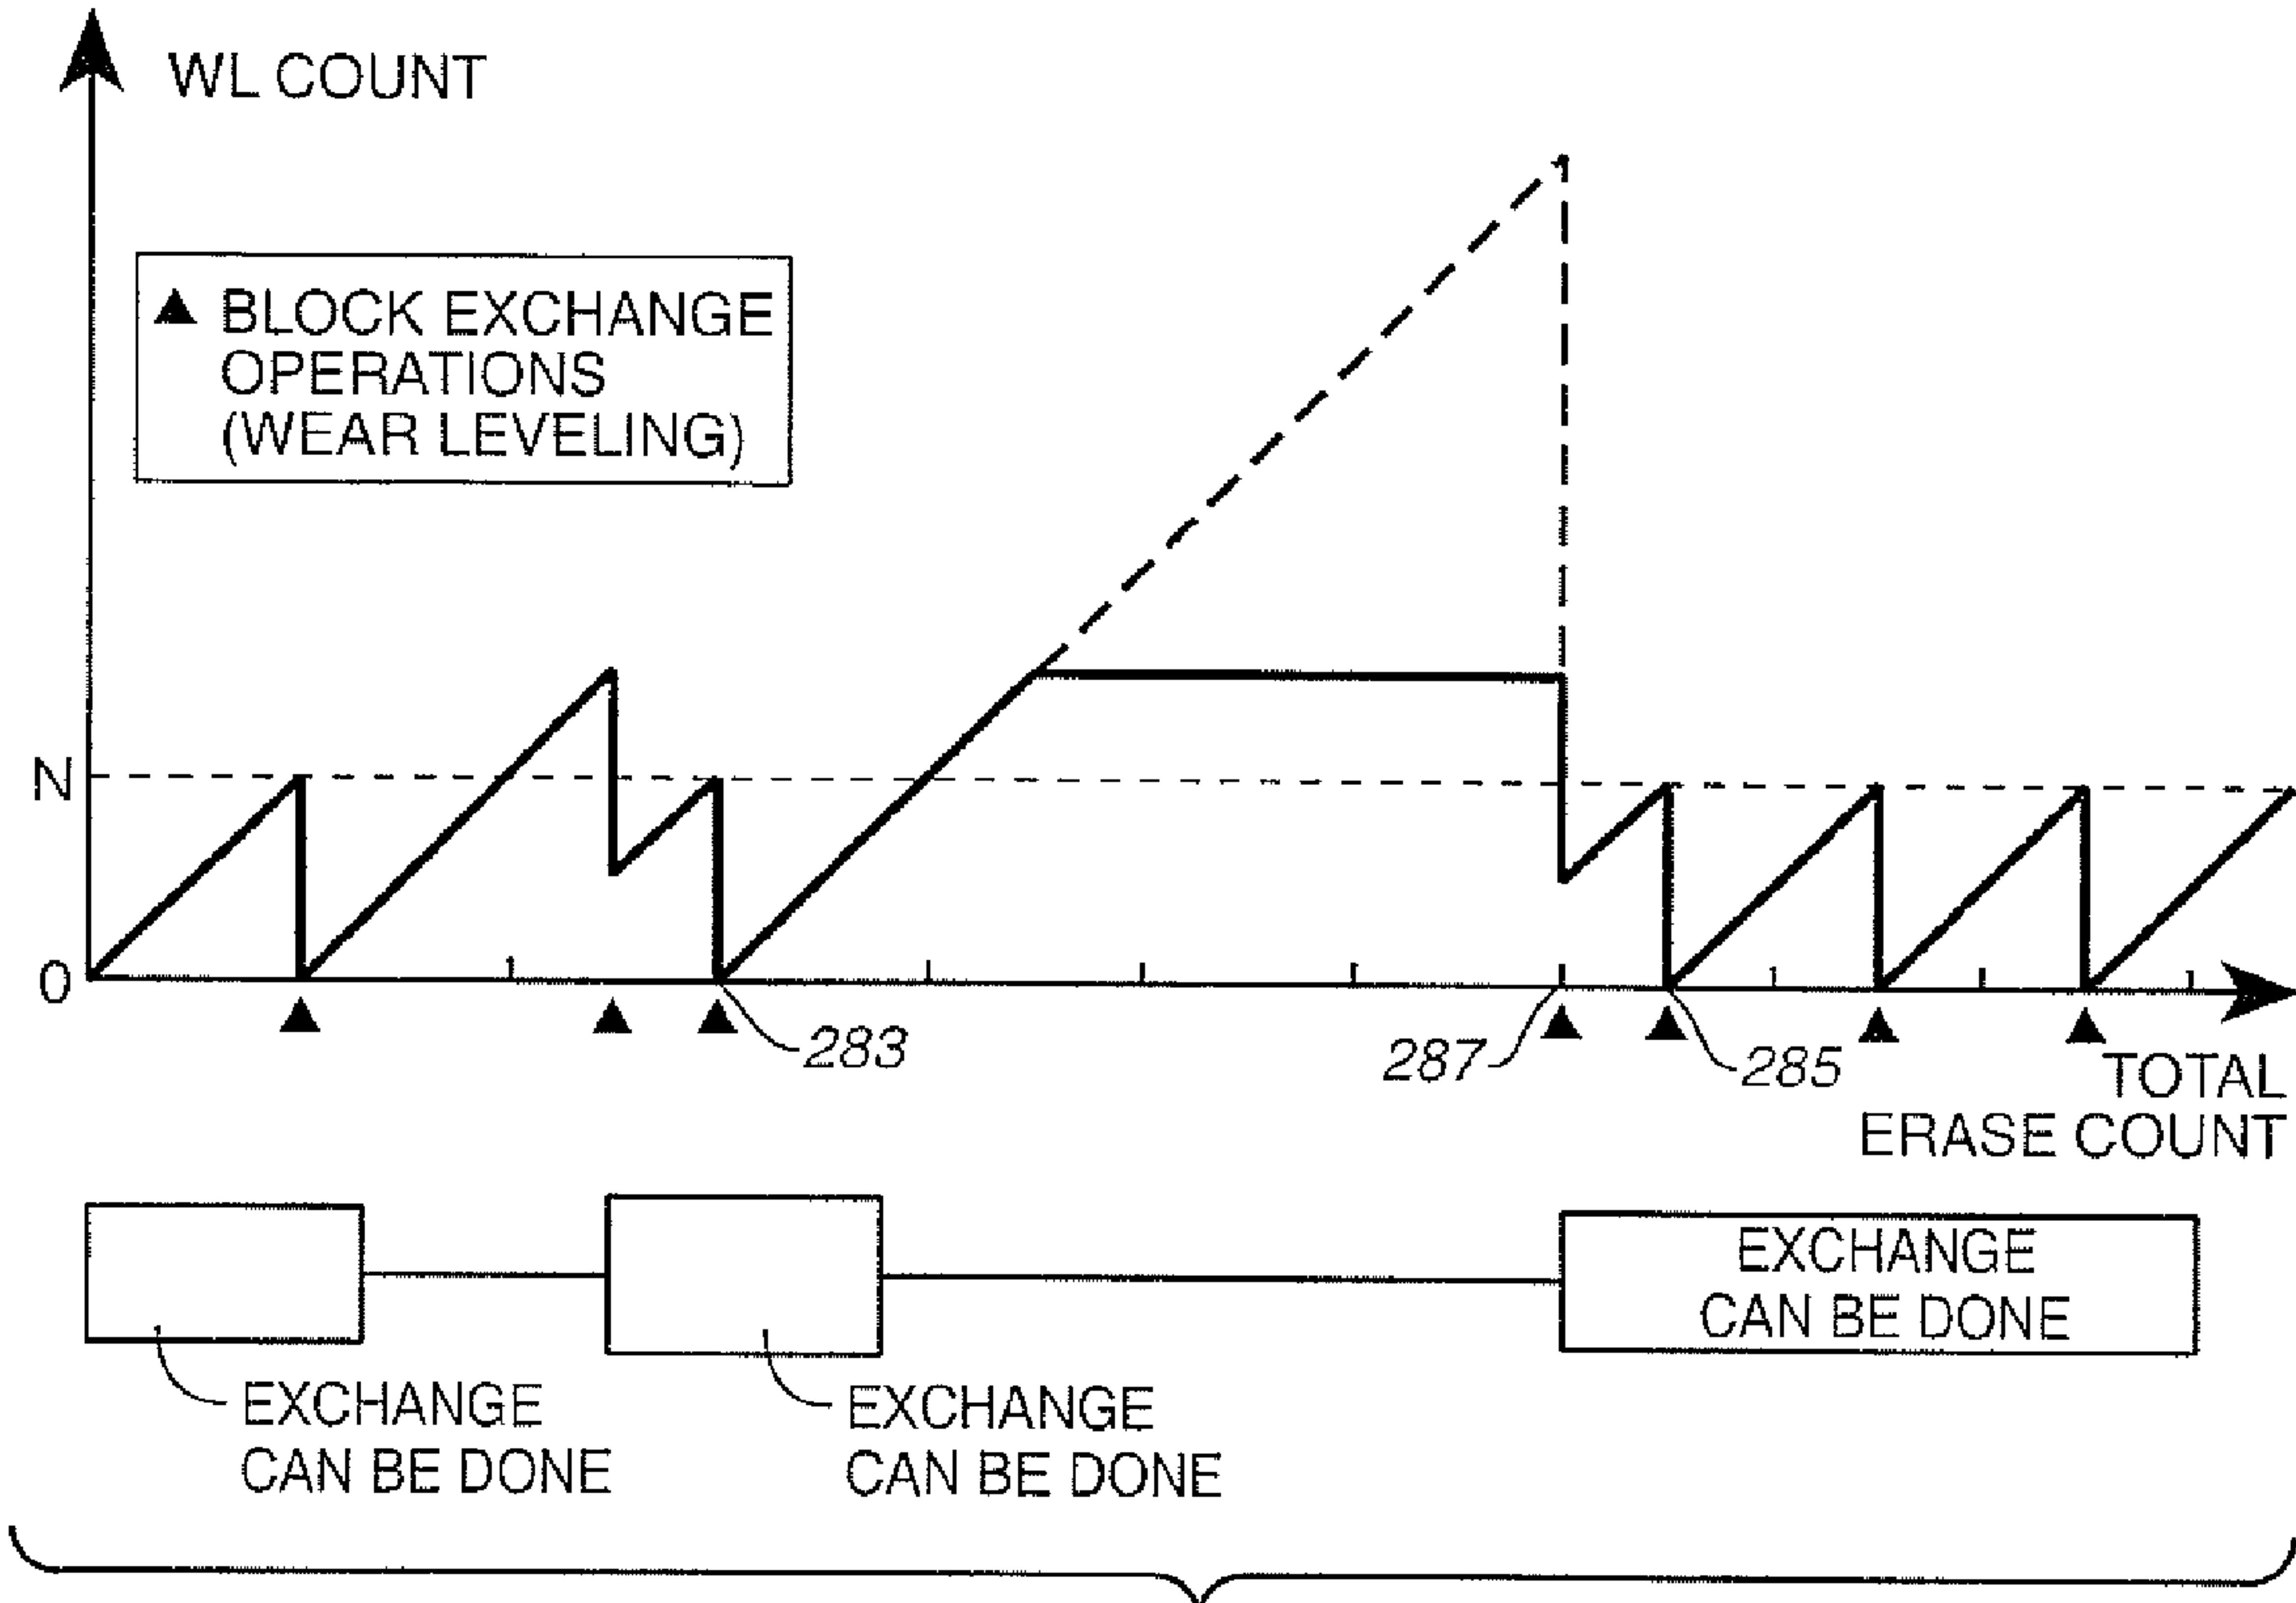 WL COUNT
▲ BLOCK EXCHANGE
OPERATIONS
(WEAR LEVELING)
N
0
283
287
285
TOTAL
ERASE COUNT
EXCHANGE
CAN BE DONE
EXCHANGE
CAN BE DONE
EXCHANGE
CAN BE DONE